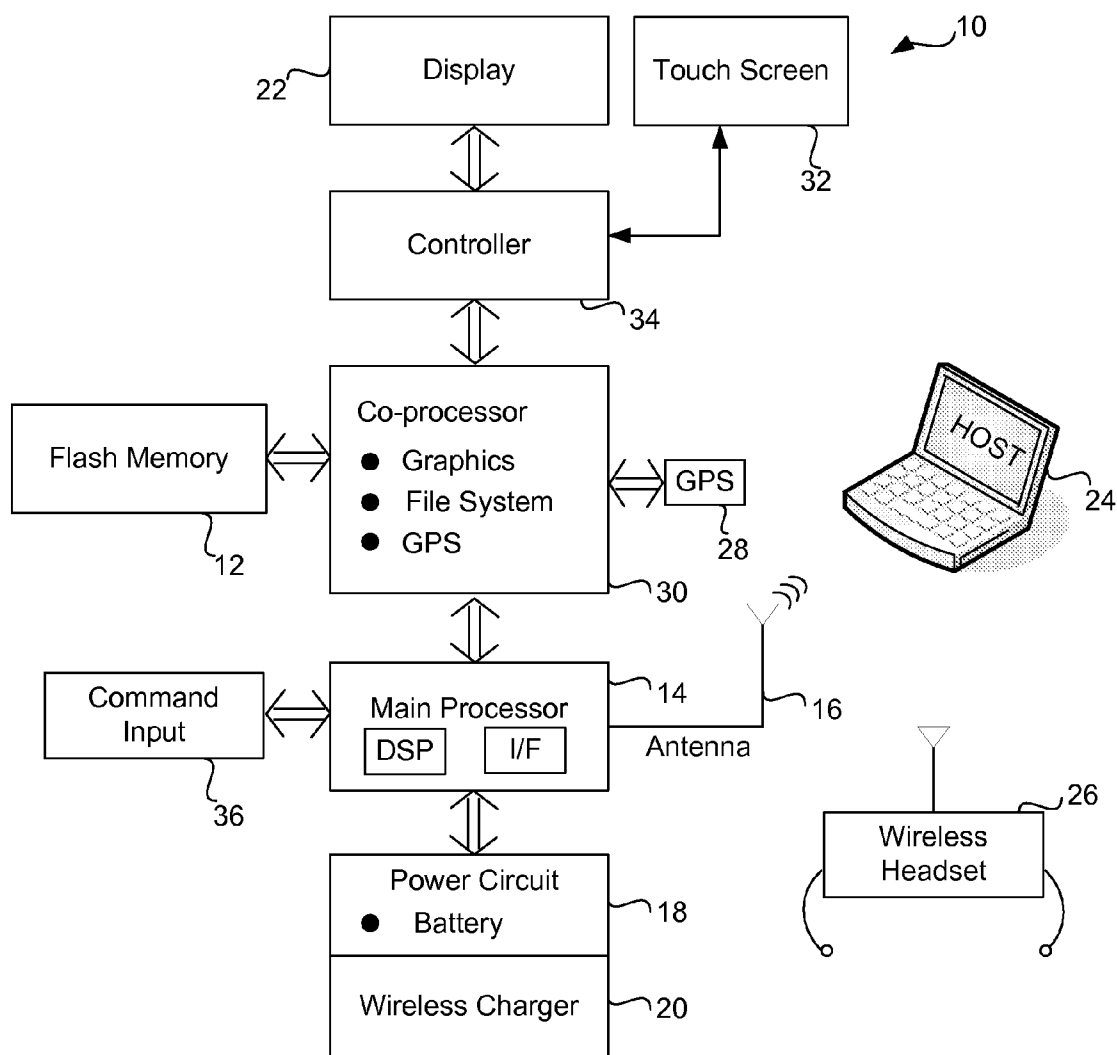 10
Display
Touch Screen
22
32
Controller
34
Co-processor
● Graphics
● File System
● GPS
Flash Memory
12
GPS
28
30
HOST
24
Command
Input
36
Main Processor
DSP
I/F
14
Antenna
16
Wireless
Headset
26
Power Circuit
● Battery
18
Wireless Charger
20